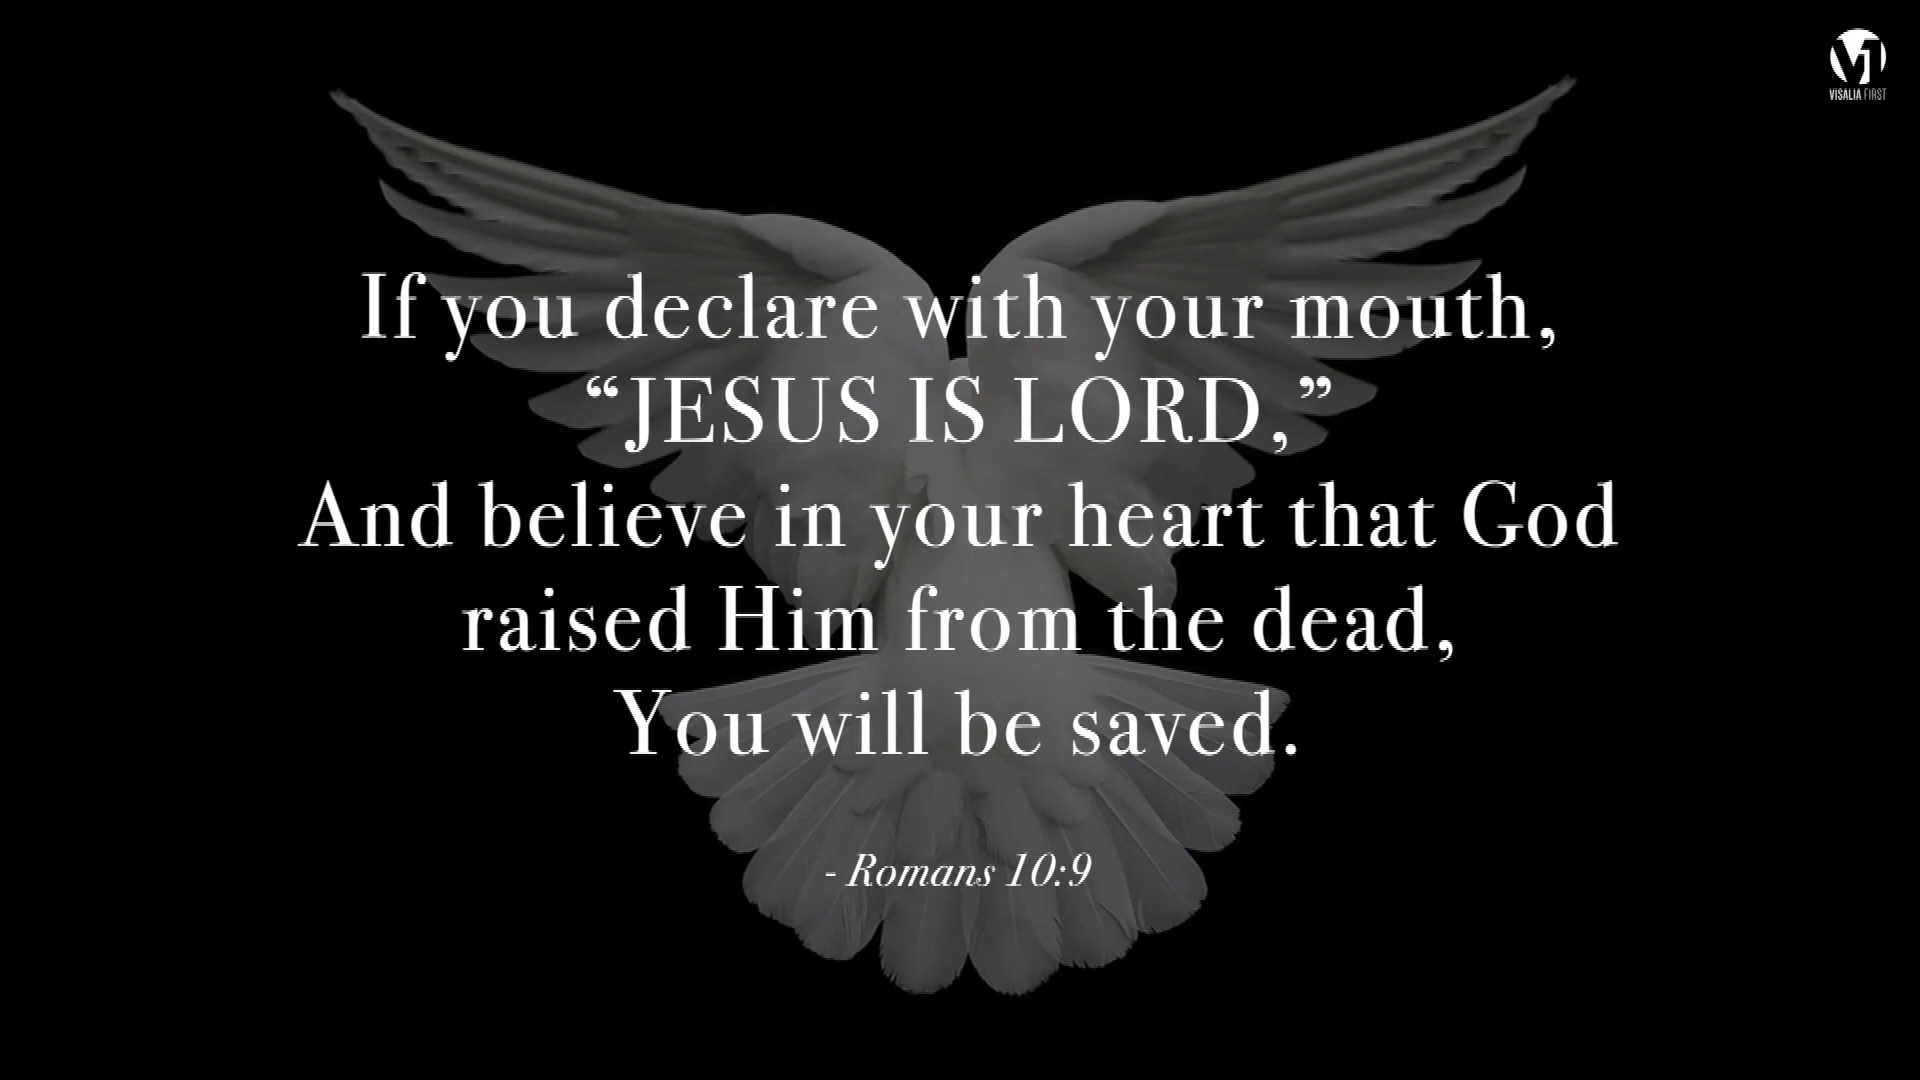 VISALIA FIRST
If you declare with your mouth,
“JESUS IS LORD,”
And believe in your heart that God
raised Him from the dead,
You will be saved.
- Romans 10:9